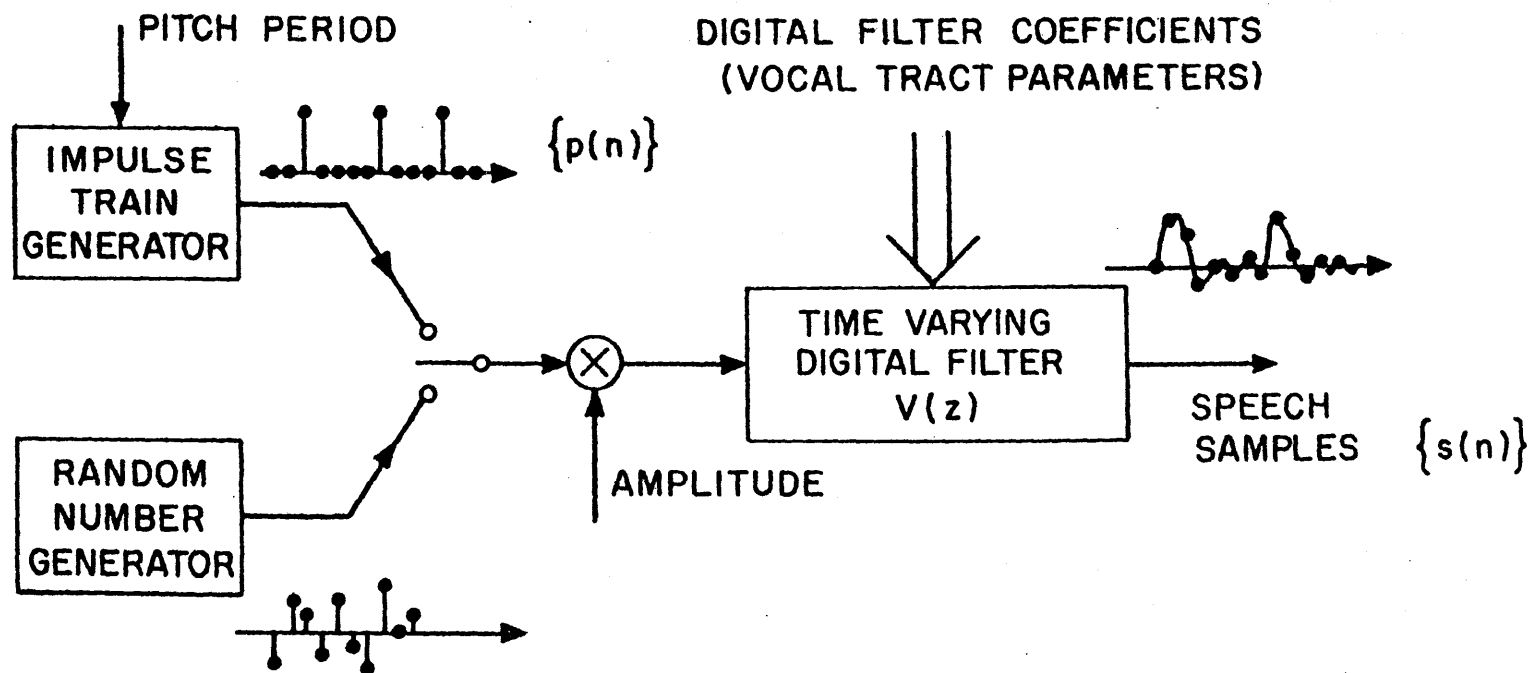 PITCH PERIOD
DIGITAL FILTER COEFFICIENTS
(VOCAL TRACT PARAMETERS)
IMPULSE
TRAIN
GENERATOR
{p(n)}
TIME VARYING
DIGITAL FILTER
V(z)
SPEECH
SAMPLES {s(n)}
AMPLITUDE
RANDOM
NUMBER
GENERATOR